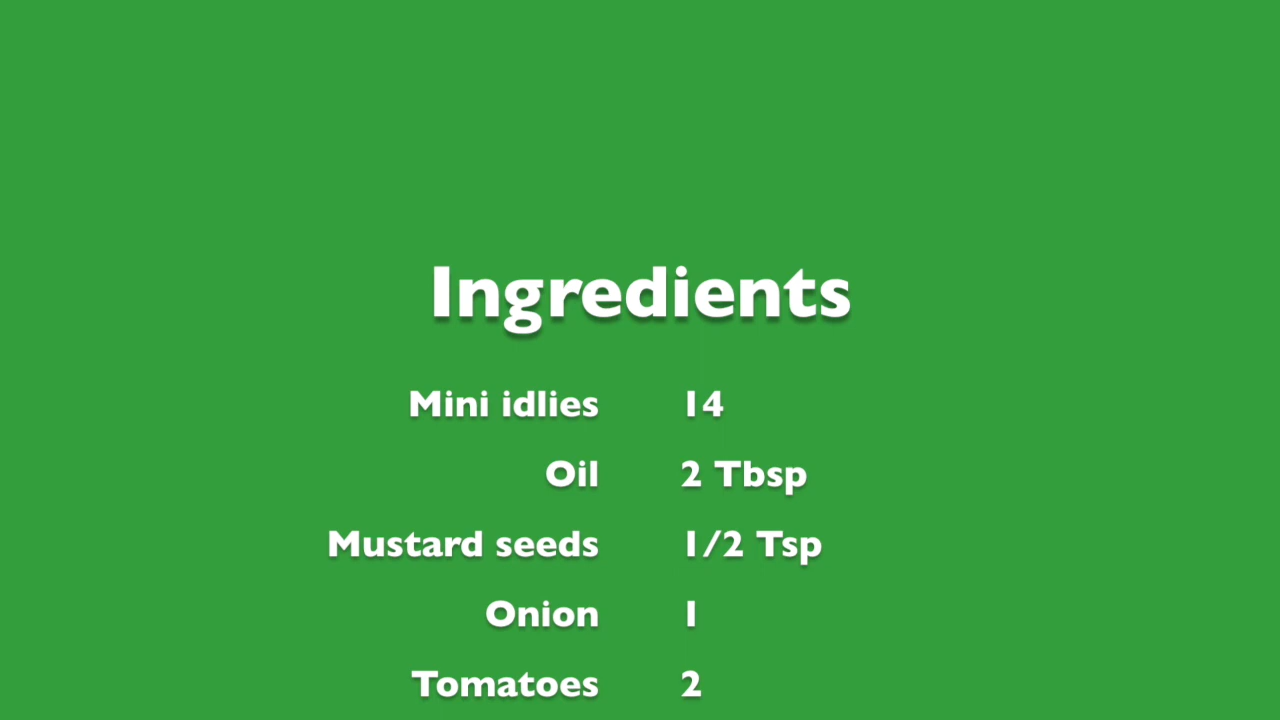 Ingredients
Mini idlies 14
Oil 2 Tbsp
Mustard seeds 1/2 Tsp
Onion 1
Tomatoes 2